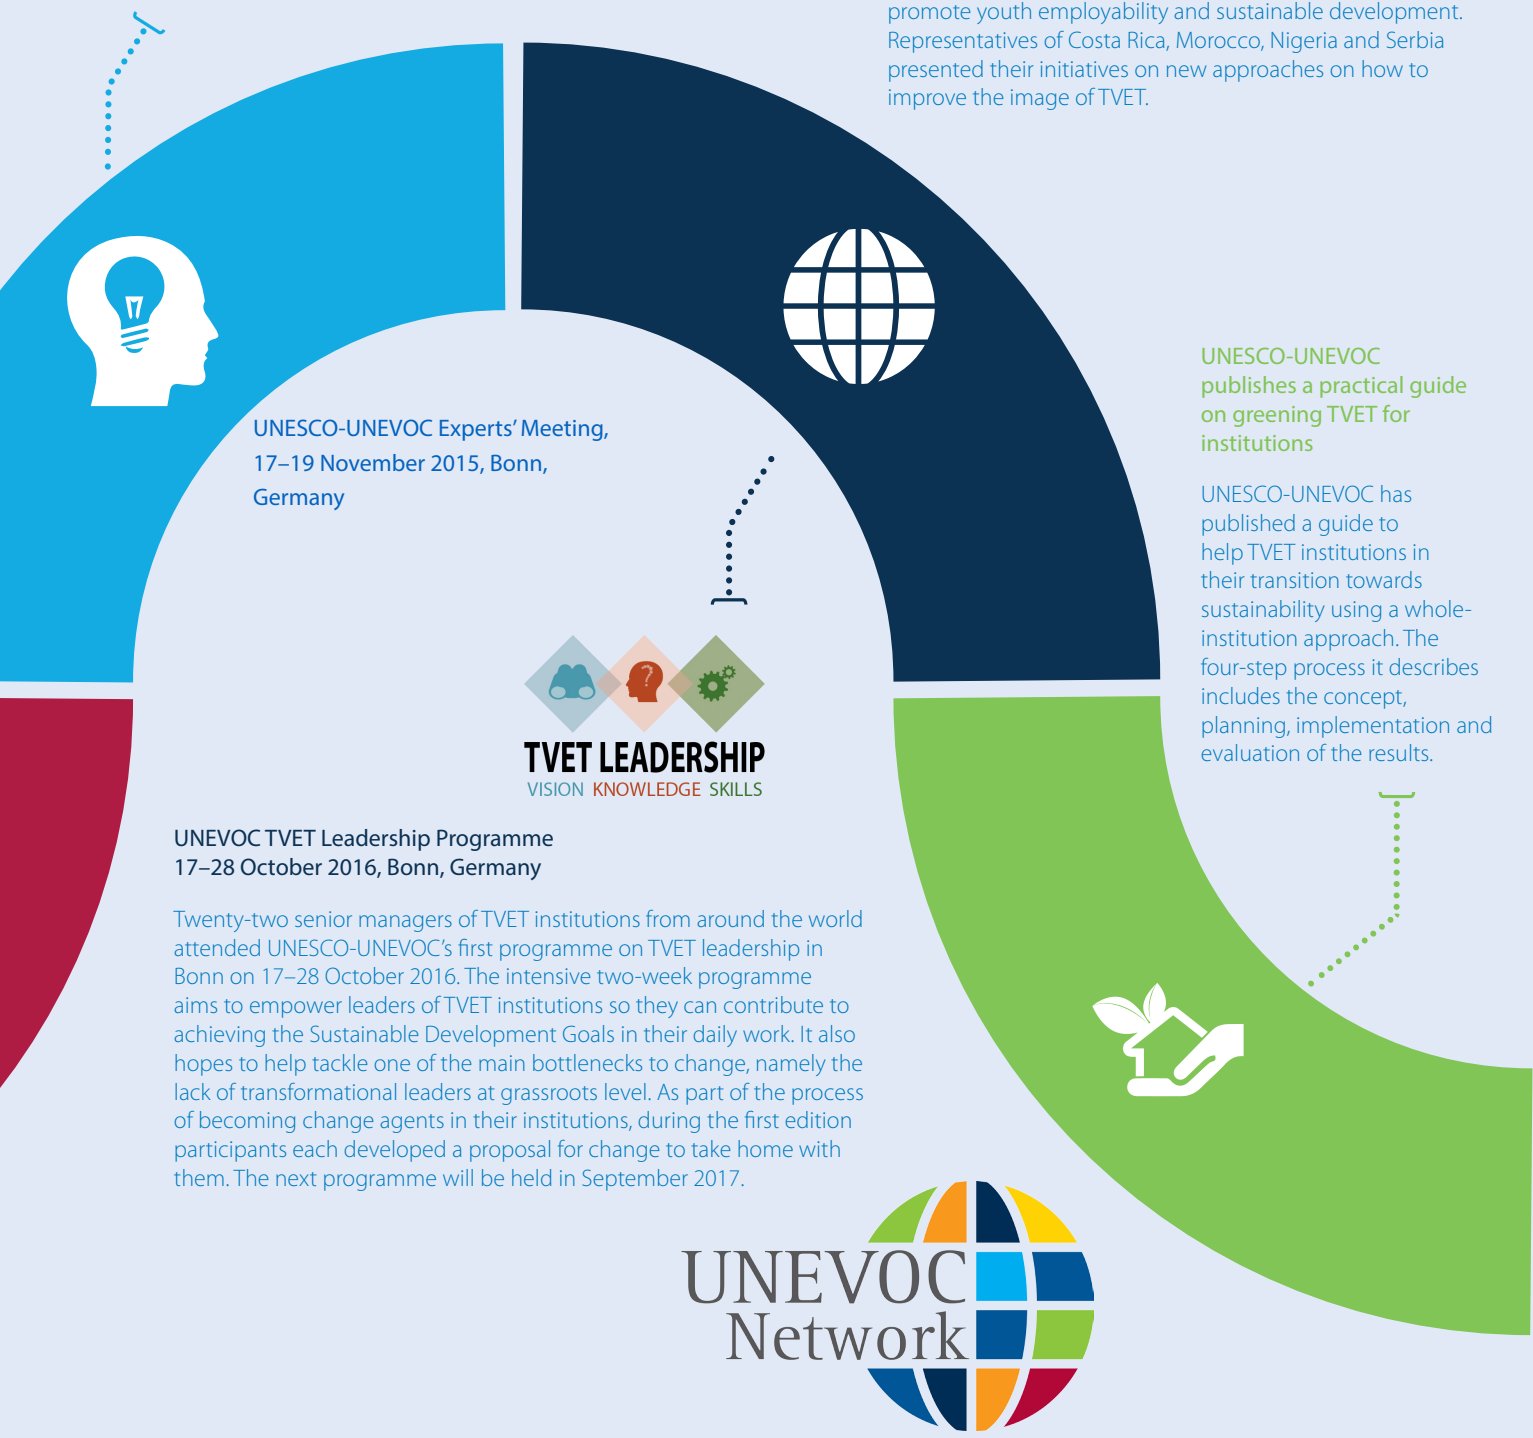 promote youth employability and sustainable development.
Representatives of Costa Rica, Morocco, Nigeria and Serbia
presented their initiatives on new approaches on how to
improve the image of TVET.
UNESCO-UNEVOC Experts’ Meeting,
17–19 November 2015, Bonn,
Germany
UNESCO-UNEVOC
publishes a practical guide
on greening TVET for
institutions
UNESCO-UNEVOC has
published a guide to
help TVET institutions in
their transition towards
sustainability using a whole-
institution approach. The
four-step process it describes
includes the concept,
planning, implementation and
evaluation of the results.
?
TVET LEADERSHIP
VISION KNOWLEDGE SKILLS
UNEVOC TVET Leadership Programme
17–28 October 2016, Bonn, Germany
Twenty-two senior managers of TVET institutions from around the world
attended UNESCO-UNEVOC’s first programme on TVET leadership in
Bonn on 17–28 October 2016. The intensive two-week programme
aims to empower leaders of TVET institutions so they can contribute to
achieving the Sustainable Development Goals in their daily work. It also
hopes to help tackle one of the main bottlenecks to change, namely the
lack of transformational leaders at grassroots level. As part of the process
of becoming change agents in their institutions, during the first edition
participants each developed a proposal for change to take home with
them. The next programme will be held in September 2017.
UNEVOC
Network